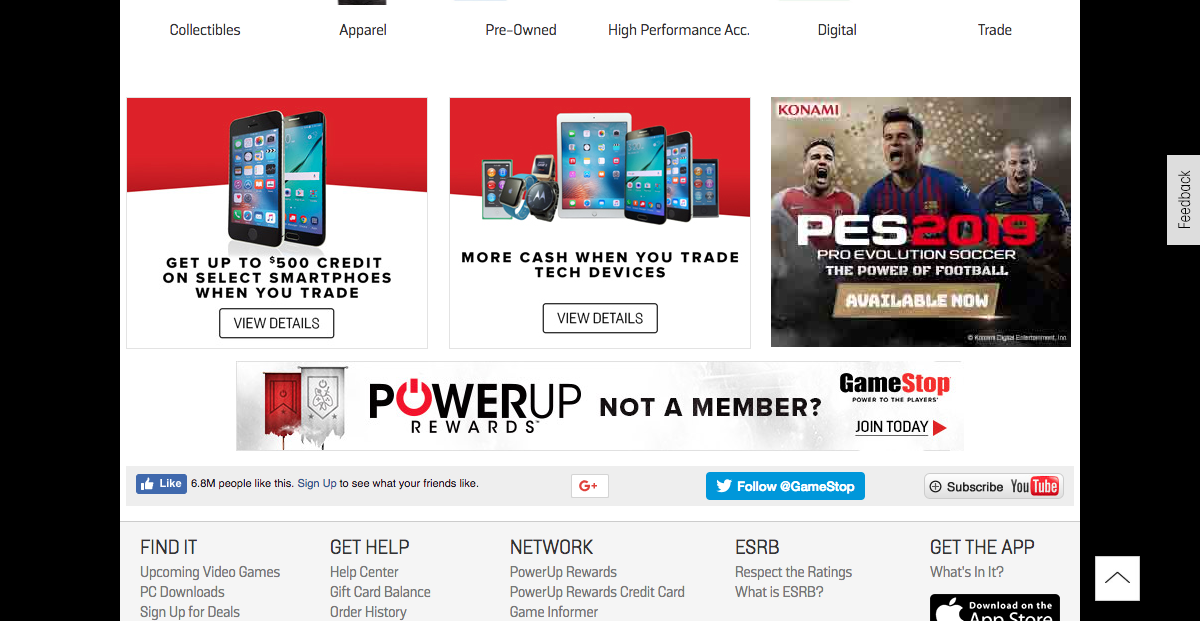 Collectibles
Apparel
Pre-Owned
High Performance Acc.
Digital
Trade
GET UP TO $500 CREDIT
ON SELECT SMARTPHOES
WHEN YOU TRADE
VIEW DETAILS
MORE CASH WHEN YOU TRADE
TECH DEVICES
VIEW DETAILS
KONAMI
PES2019
PRO EVOLUTION SOCCER
THE POWER OF FOOTBALL
AVAILABLE NOW
© Konami Digital Entertainment, Inc.
Feedback
POWERUP
REWARDS™
NOT A MEMBER?
GameStop
POWER TO THE PLAYERS®
JOIN TODAY
Like
6.8M people like this. Sign Up to see what your friends like.
G+
Follow @GameStop
Subscribe YouTube
FIND IT
Upcoming Video Games
PC Downloads
Sign Up for Deals
GET HELP
Help Center
Gift Card Balance
Order History
NETWORK
PowerUp Rewards
PowerUp Rewards Credit Card
Game Informer
ESRB
Respect the Ratings
What is ESRB?
GET THE APP
What's In It?
Download on the
App Store